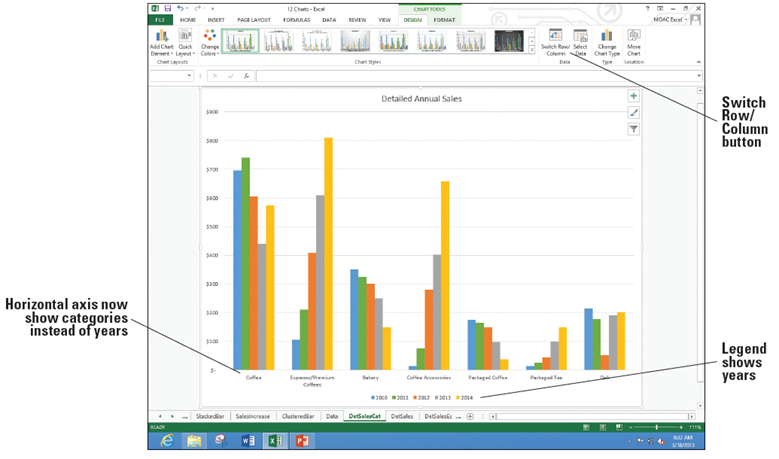 12 Charts - Excel
CHART TOOLS
FILE HOME INSERT PAGE LAYOUT FORMULAS DATA REVIEW VIEW DESIGN FORMAT
MOAC Excel
Add Chart Element
Quick Layout
Change Colors
Switch Row/ Column
Select Data
Change Chart Type
Move Chart
Chart Layouts
Chart Styles
Data
Type
Location
Switch
Row/
Column
button
Detailed Annual Sales
$900
$800
$700
$600
$500
$400
$300
$200
$100
$-
Coffee
Espresso/Premium Coffees
Bakery
Coffee Accessories
Packaged Coffee
Packaged Tea
Deli
2010 2011 2012 2013 2014
Horizontal axis now
show categories
instead of years
Legend
shows
years
... StackedBar SalesIncrease ClusteredBar Data DetSalesCat DetSales DetSalesEx ...
READY
111%
6:32 AM